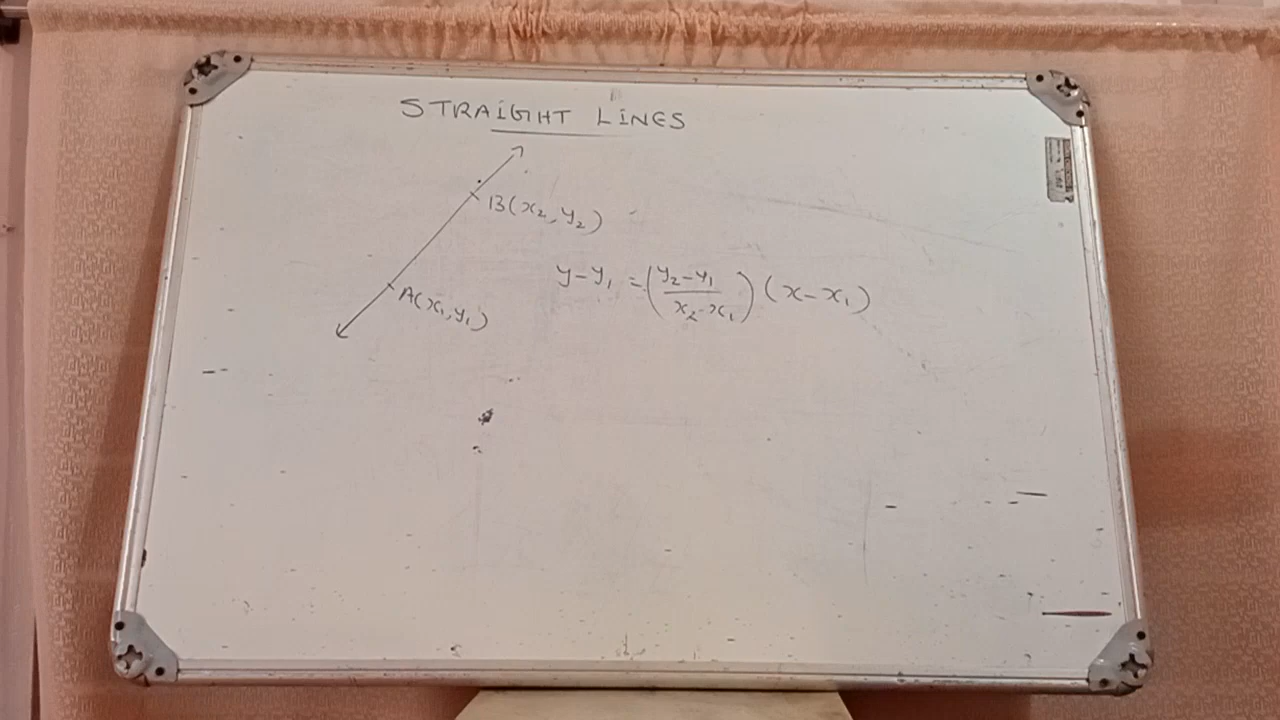 STRAIGHT LINES
B(x₂, y₂)
y - y₁ = (y₂ - y₁ / x₂ - x₁) (x - x₁)
A(x₁, y₁)